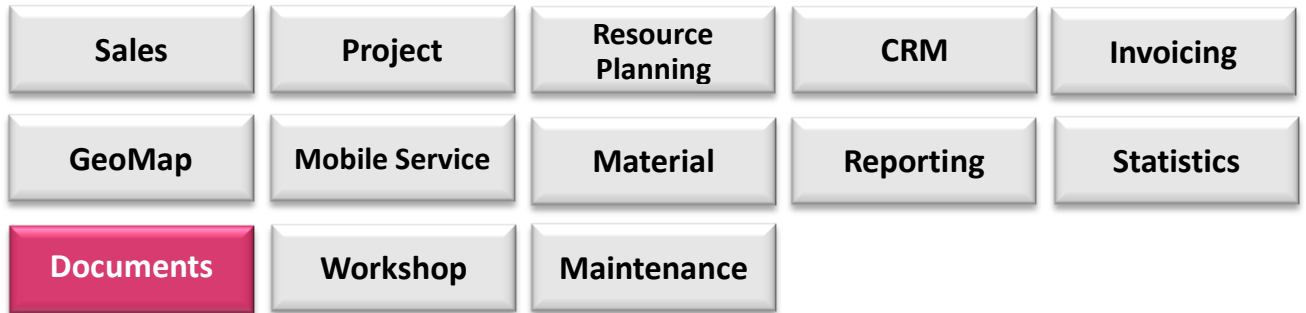 Sales
Project
Resource
Planning
CRM
Invoicing
GeoMap
Mobile Service
Material
Reporting
Statistics
Documents
Workshop
Maintenance